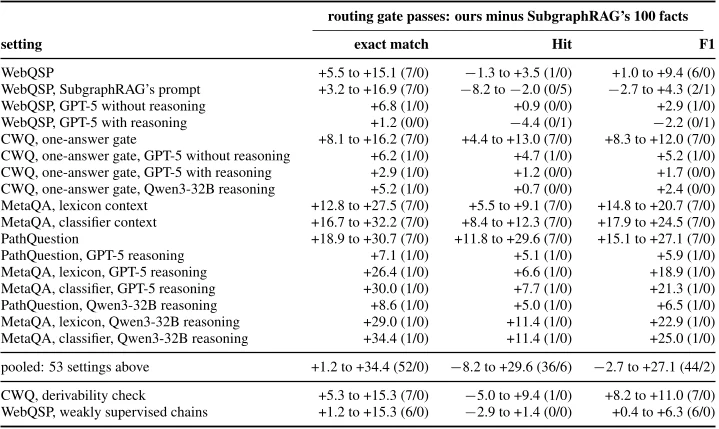 routing gate passes: ours minus SubgraphRAG's 100 facts
setting exact match Hit F1
WebQSP +5.5 to +15.1 (7/0) −1.3 to +3.5 (1/0) +1.0 to +9.4 (6/0)
WebQSP, SubgraphRAG's prompt +3.2 to +16.9 (7/0) −8.2 to −2.0 (0/5) −2.7 to +4.3 (2/1)
WebQSP, GPT-5 without reasoning +6.8 (1/0) +0.9 (0/0) +2.9 (1/0)
WebQSP, GPT-5 with reasoning +1.2 (0/0) −4.4 (0/1) −2.2 (0/1)
CWQ, one-answer gate +8.1 to +16.2 (7/0) +4.4 to +13.0 (7/0) +8.3 to +12.0 (7/0)
CWQ, one-answer gate, GPT-5 without reasoning +6.2 (1/0) +4.7 (1/0) +5.2 (1/0)
CWQ, one-answer gate, GPT-5 with reasoning +2.9 (1/0) +1.2 (0/0) +1.7 (0/0)
CWQ, one-answer gate, Qwen3-32B reasoning +5.2 (1/0) +0.7 (0/0) +2.4 (0/0)
MetaQA, lexicon context +12.8 to +27.5 (7/0) +5.5 to +9.1 (7/0) +14.8 to +20.7 (7/0)
MetaQA, classifier context +16.7 to +32.2 (7/0) +8.4 to +12.3 (7/0) +17.9 to +24.5 (7/0)
PathQuestion +18.9 to +30.7 (7/0) +11.8 to +29.6 (7/0) +15.1 to +27.1 (7/0)
PathQuestion, GPT-5 reasoning +7.1 (1/0) +5.1 (1/0) +5.9 (1/0)
MetaQA, lexicon, GPT-5 reasoning +26.4 (1/0) +6.6 (1/0) +18.9 (1/0)
MetaQA, classifier, GPT-5 reasoning +30.0 (1/0) +7.7 (1/0) +21.3 (1/0)
PathQuestion, Qwen3-32B reasoning +8.6 (1/0) +5.0 (1/0) +6.5 (1/0)
MetaQA, lexicon, Qwen3-32B reasoning +29.0 (1/0) +11.4 (1/0) +22.9 (1/0)
MetaQA, classifier, Qwen3-32B reasoning +34.4 (1/0) +11.4 (1/0) +25.0 (1/0)
pooled: 53 settings above +1.2 to +34.4 (52/0) −8.2 to +29.6 (36/6) −2.7 to +27.1 (44/2)
CWQ, derivability check +5.3 to +15.3 (7/0) −5.0 to +9.4 (1/0) +8.2 to +11.0 (7/0)
WebQSP, weakly supervised chains +1.2 to +15.3 (6/0) −2.9 to +1.4 (0/0) +0.4 to +6.3 (6/0)